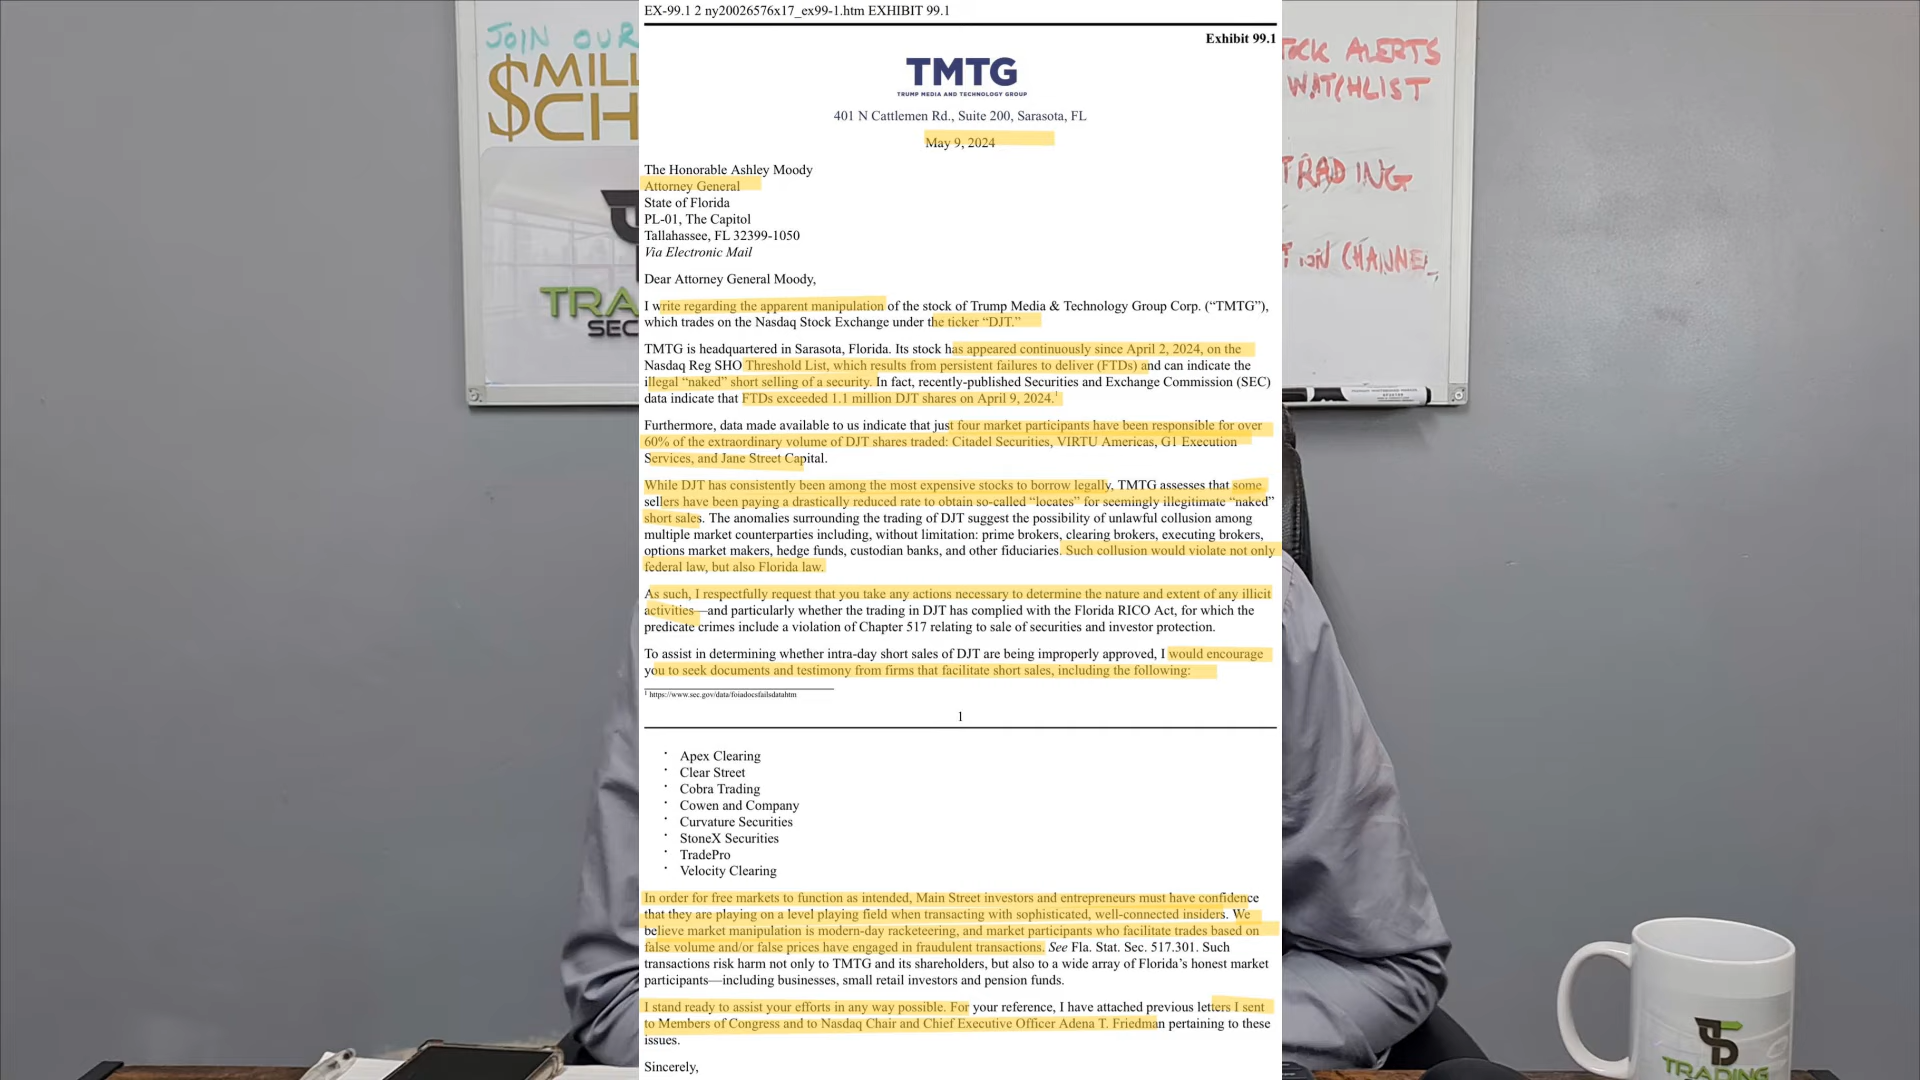 EX-99.1 2 ny20026576x17_ex99-1.htm EXHIBIT 99.1
Exhibit 99.1
TMTG
TRUMP MEDIA AND TECHNOLOGY GROUP
401 N Cattlemen Rd., Suite 200, Sarasota, FL
May 9, 2024
The Honorable Ashley Moody
Attorney General
State of Florida
PL-01, The Capitol
Tallahassee, FL 32399-1050
Via Electronic Mail
Dear Attorney General Moody,
I write regarding the apparent manipulation of the stock of Trump Media & Technology Group Corp. (“TMTG”),
which trades on the Nasdaq Stock Exchange under the ticker “DJT.”
TMTG is headquartered in Sarasota, Florida. Its stock has appeared continuously since April 2, 2024, on the
Nasdaq Reg SHO Threshold List, which results from persistent failures to deliver (FTDs) and can indicate the
illegal “naked” short selling of a security. In fact, recently-published Securities and Exchange Commission (SEC)
data indicate that FTDs exceeded 1.1 million DJT shares on April 9, 2024.1
Furthermore, data made available to us indicate that just four market participants have been responsible for over
60% of the extraordinary volume of DJT shares traded: Citadel Securities, VIRTU Americas, G1 Execution
Services, and Jane Street Capital.
While DJT has consistently been among the most expensive stocks to borrow legally, TMTG assesses that some
sellers have been paying a drastically reduced rate to obtain so-called “locates” for seemingly illegitimate “naked”
short sales. The anomalies surrounding the trading of DJT suggest the possibility of unlawful collusion among
multiple market counterparties including, without limitation: prime brokers, clearing brokers, executing brokers,
options market makers, hedge funds, custodian banks, and other fiduciaries. Such collusion would violate not only
federal law, but also Florida law.
As such, I respectfully request that you take any actions necessary to determine the nature and extent of any illicit
activities—and particularly whether the trading in DJT has complied with the Florida RICO Act, for which the
predicate crimes include a violation of Chapter 517 relating to sale of securities and investor protection.
To assist in determining whether intra-day short sales of DJT are being improperly approved, I would encourage
you to seek documents and testimony from firms that facilitate short sales, including the following:
1 https://www.sec.gov/data/foiadocsfailsdatahtm
1
· Apex Clearing
· Clear Street
· Cobra Trading
· Cowen and Company
· Curvature Securities
· StoneX Securities
· TradePro
· Velocity Clearing
In order for free markets to function as intended, Main Street investors and entrepreneurs must have confidence
that they are playing on a level playing field when transacting with sophisticated, well-connected insiders. We
believe market manipulation is modern-day racketeering, and market participants who facilitate trades based on
false volume and/or false prices have engaged in fraudulent transactions. See Fla. Stat. Sec. 517.301. Such
transactions risk harm not only to TMTG and its shareholders, but also to a wide array of Florida’s honest market
participants—including businesses, small retail investors and pension funds.
I stand ready to assist your efforts in any way possible. For your reference, I have attached previous letters I sent
to Members of Congress and to Nasdaq Chair and Chief Executive Officer Adena T. Friedman pertaining to these
issues.
Sincerely,
JOIN OUR
$MILL
SCH
TRA
SEC
ALERTS
WATCHLIST
TRADING
CHANNEL
TRADING